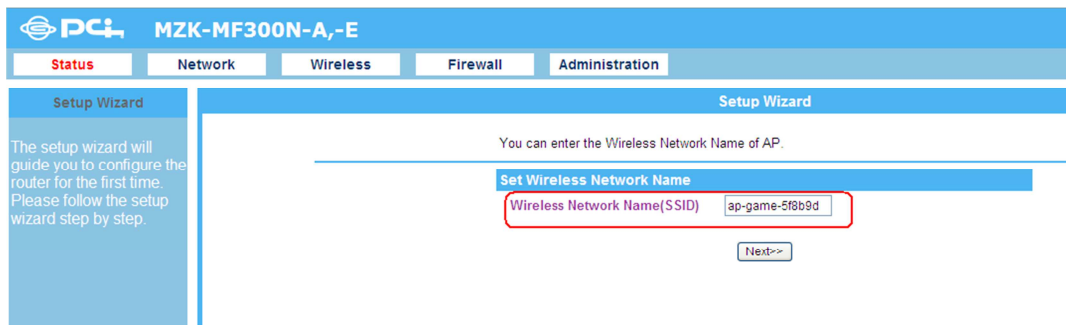 PCi MZK-MF300N-A,-E
Status Network Wireless Firewall Administration
Setup Wizard
The setup wizard will
guide you to configure the
router for the first time.
Please follow the setup
wizard step by step.
Setup Wizard
You can enter the Wireless Network Name of AP.
Set Wireless Network Name
Wireless Network Name(SSID) ap-game-5f8b9d
Next>>